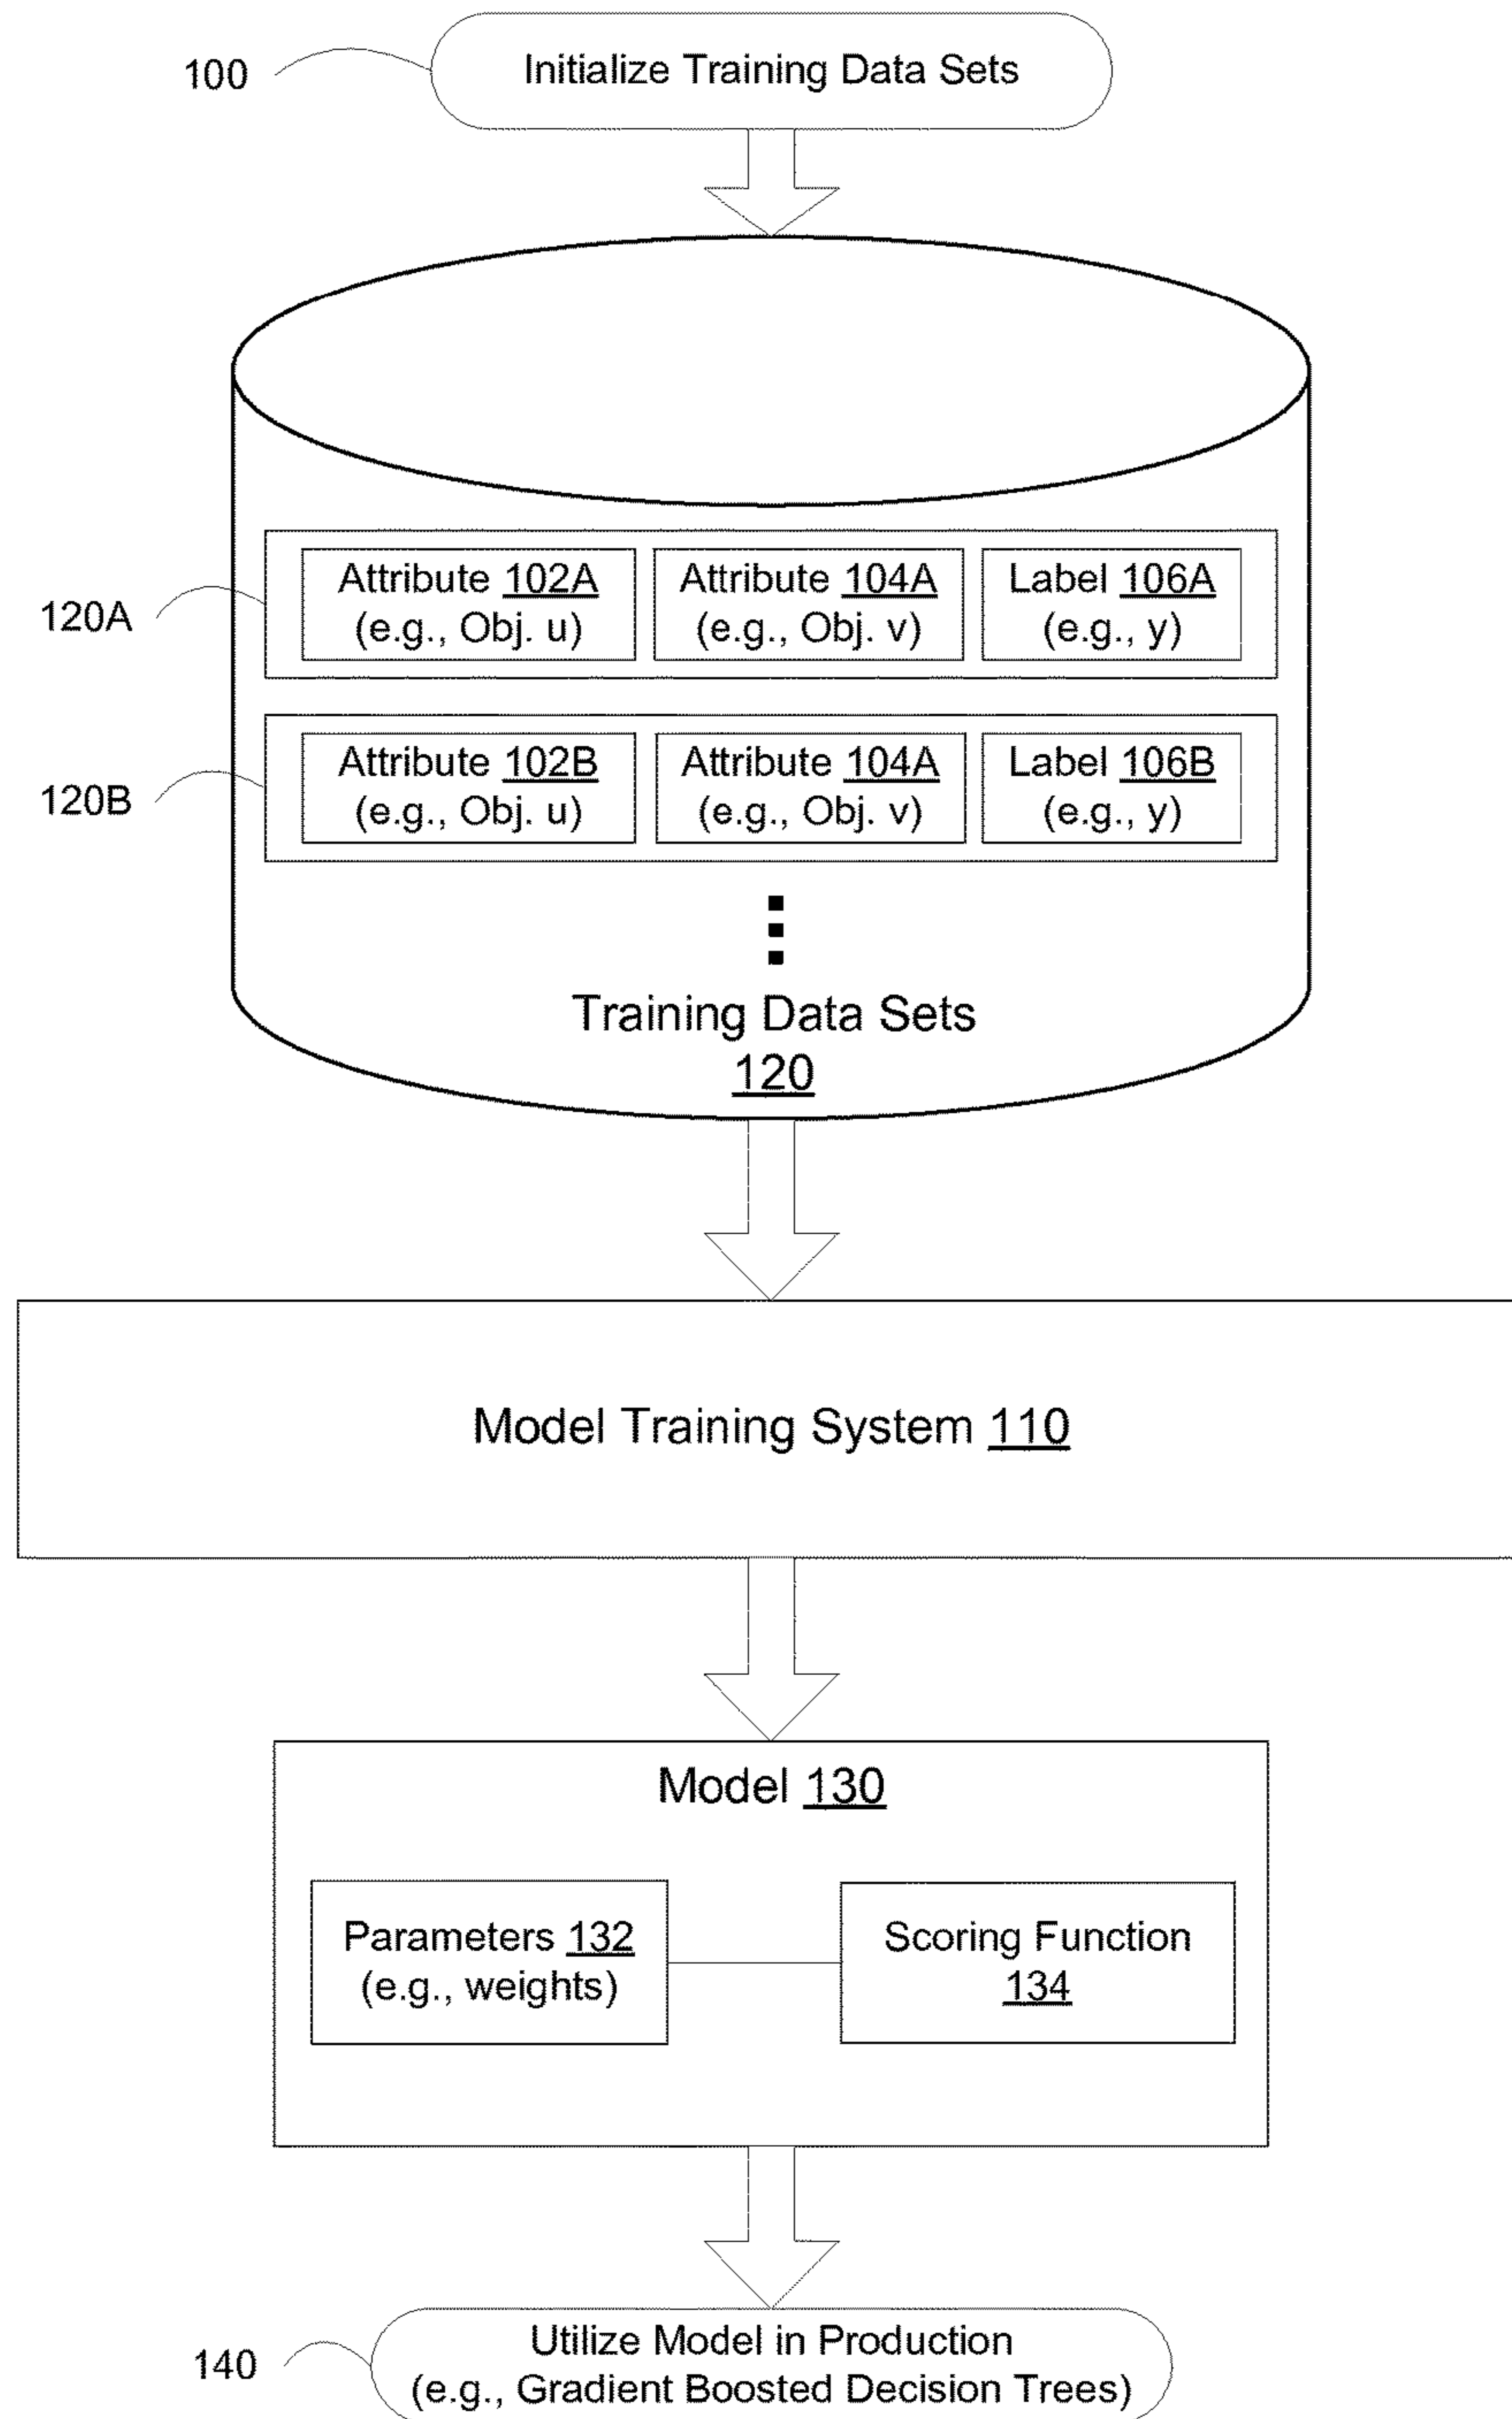 100
Initialize Training Data Sets
120A
Attribute 102A
(e.g., Obj. u)
Attribute 104A
(e.g., Obj. v)
Label 106A
(e.g., y)
120B
Attribute 102B
(e.g., Obj. u)
Attribute 104A
(e.g., Obj. v)
Label 106B
(e.g., y)
Training Data Sets
120
Model Training System 110
Model 130
Parameters 132
(e.g., weights)
Scoring Function
134
140
Utilize Model in Production
(e.g., Gradient Boosted Decision Trees)